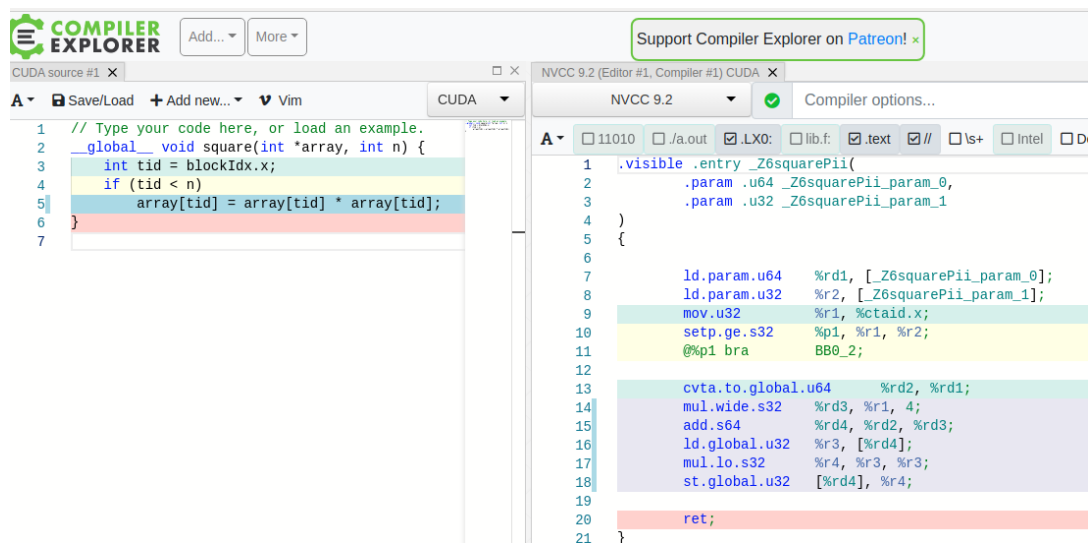 COMPILER
EXPLORER
Add...
More
Support Compiler Explorer on Patreon! ×
CUDA source #1 X
NVCC 9.2 (Editor #1, Compiler #1) CUDA X
A Save/Load + Add new... Vim
CUDA
NVCC 9.2
Compiler options...
A 11010 ./a.out .LX0: lib.f: .text // \s+ Intel
1 // Type your code here, or load an example.
2 __global__ void square(int *array, int n) {
3 int tid = blockIdx.x;
4 if (tid < n)
5 array[tid] = array[tid] * array[tid];
6 }
7
1 .visible .entry _Z6squarePii(
2 .param .u64 _Z6squarePii_param_0,
3 .param .u32 _Z6squarePii_param_1
4 )
5 {
6
7 ld.param.u64 %rd1, [_Z6squarePii_param_0];
8 ld.param.u32 %r2, [_Z6squarePii_param_1];
9 mov.u32 %r1, %ctaid.x;
10 setp.ge.s32 %p1, %r1, %r2;
11 @%p1 bra BB0_2;
12
13 cvta.to.global.u64 %rd2, %rd1;
14 mul.wide.s32 %rd3, %r1, 4;
15 add.s64 %rd4, %rd2, %rd3;
16 ld.global.u32 %r3, [%rd4];
17 mul.lo.s32 %r4, %r3, %r3;
18 st.global.u32 [%rd4], %r4;
19
20 ret;
21 }